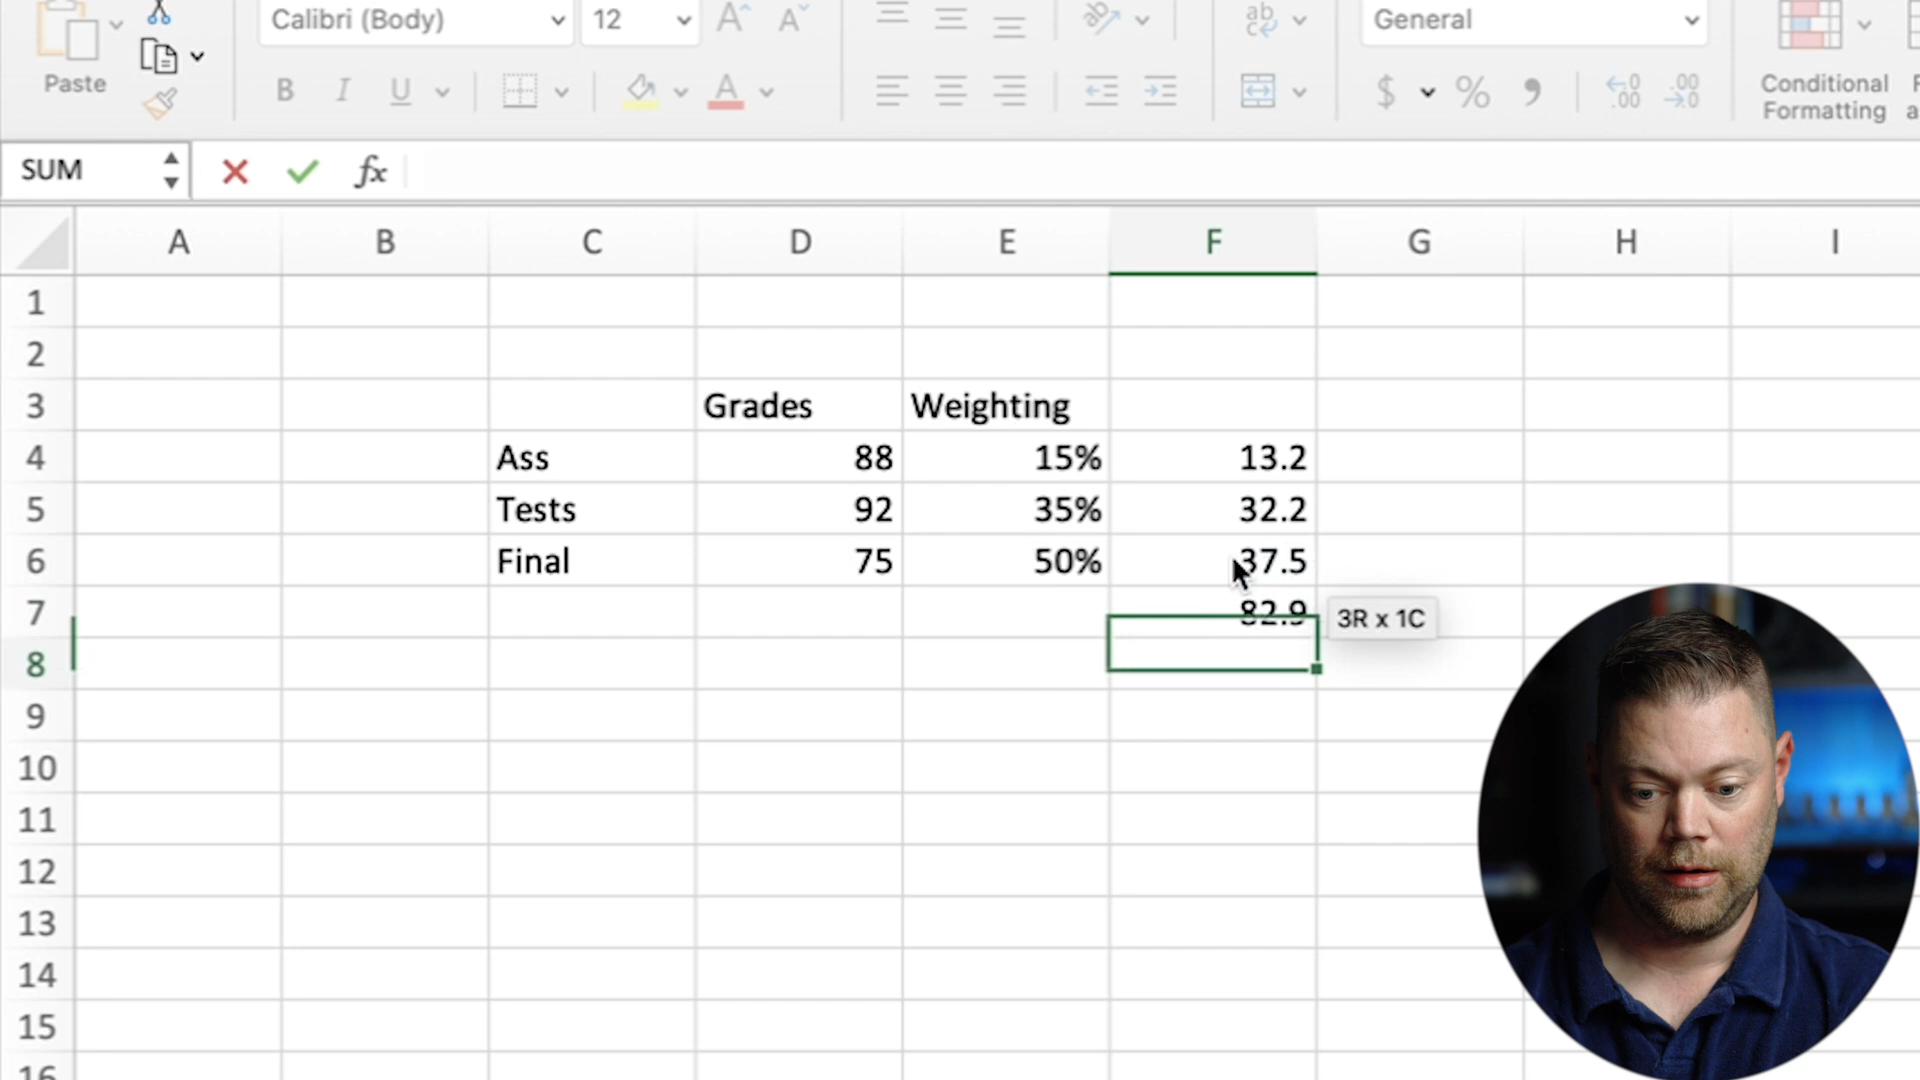 Calibri (Body) 12 A A ab General
Paste B I U A $ % , Conditional
Formatting
SUM fx
A B C D E F G H I
1
2
3 Grades Weighting
4 Ass 88 15% 13.2
5 Tests 92 35% 32.2
6 Final 75 50% 37.5
7 82.9 3R x 1C
8
9
10
11
12
13
14
15
16